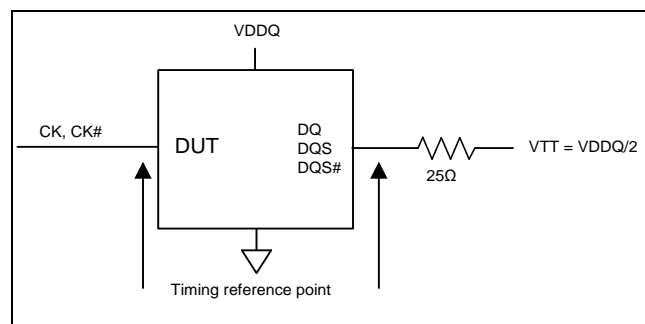 VDDQ
CK, CK#
DUT
DQ
DQS
DQS#
25Ω
VTT = VDDQ/2
Timing reference point